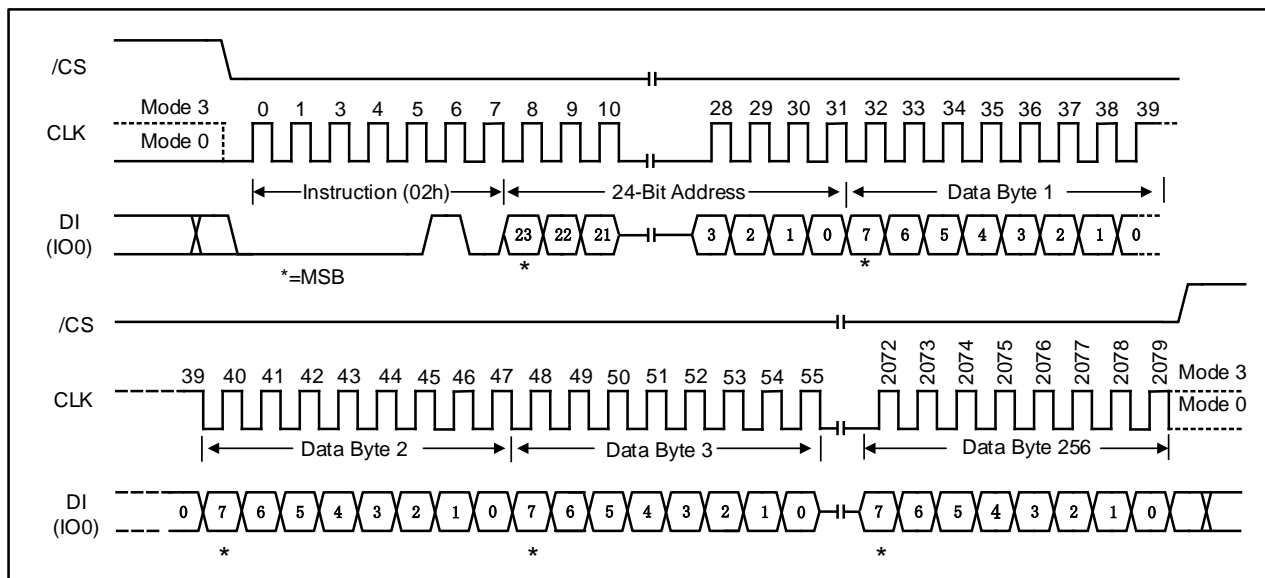 /CS
Mode 3
0 1 3 4 5 6 7 8 9 10 28 29 30 31 32 33 34 35 36 37 38 39
CLK
Mode 0
Instruction (02h) 24-Bit Address Data Byte 1
DI
(IO0)
23 22 21 3 2 1 0 7 6 5 4 3 2 1 0
* *
*=MSB
/CS
39 40 41 42 43 44 45 46 47 48 49 50 51 52 53 54 55 2072 2073 2074 2075 2076 2077 2078 2079
Mode 3
CLK
Mode 0
Data Byte 2 Data Byte 3 Data Byte 256
DI
(IO0)
0 7 6 5 4 3 2 1 0 7 6 5 4 3 2 1 0 7 6 5 4 3 2 1 0
* * *